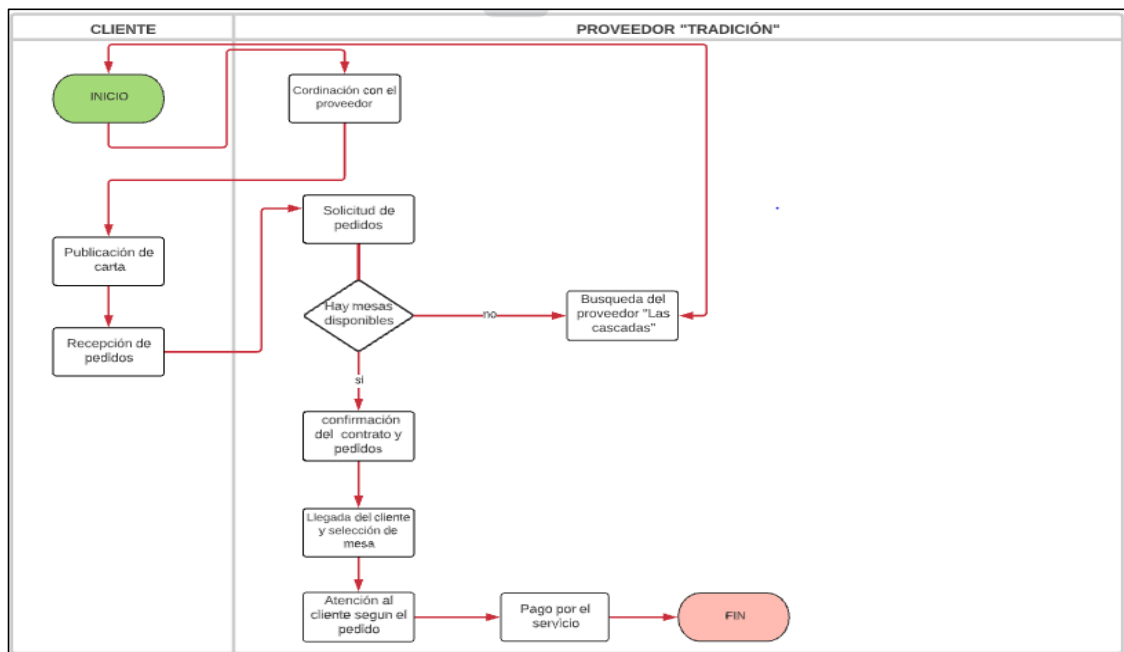 CLIENTE
PROVEEDOR "TRADICIÓN"
INICIO
Cordinación con el
proveedor
Solicitud de
pedidos
Publicación de
carta
Hay mesas
disponibles
no
Busqueda del
proveedor "Las
cascadas"
Recepción de
pedidos
si
confirmación
del contrato y
pedidos
Llegada del cliente
y selección de
mesa
Atención al
cliente segun el
pedido
Pago por el
servicio
FIN